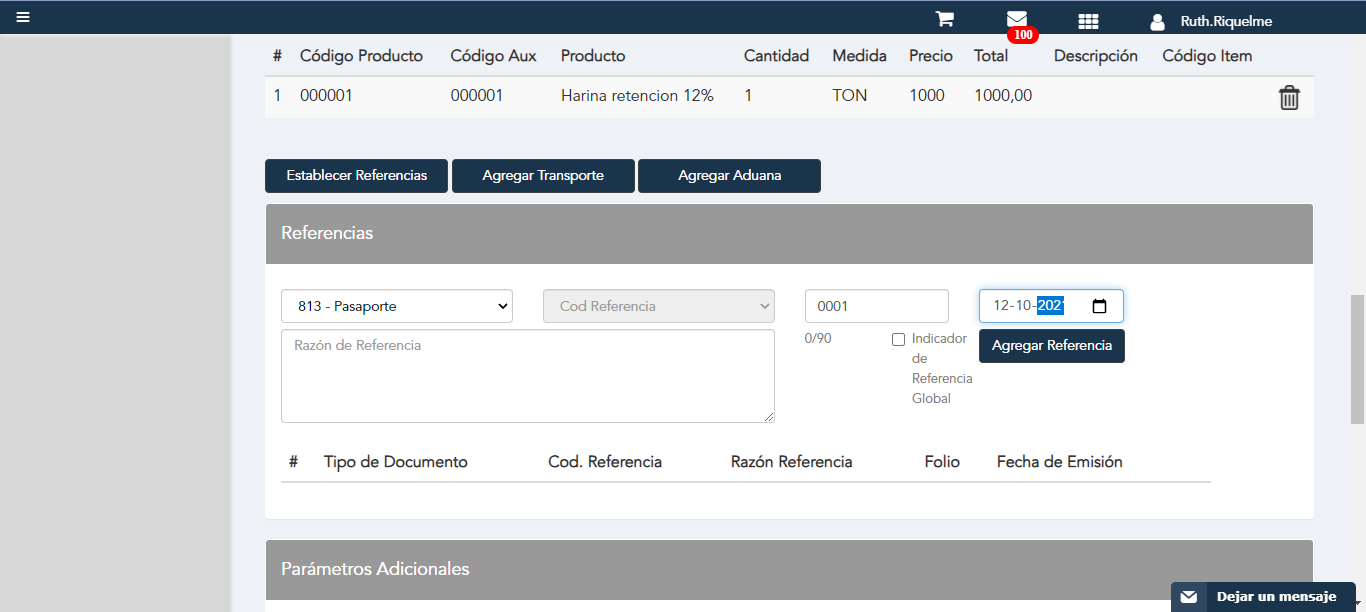 100
Ruth.Riquelme
# Código Producto Código Aux Producto Cantidad Medida Precio Total Descripción Código Item
1 000001 000001 Harina retencion 12% 1 TON 1000 1000,00
Establecer Referencias Agregar Transporte Agregar Aduana
Referencias
813 - Pasaporte Cod Referencia 0001 12-10-2021
Razón de Referencia 0/90 Indicador Agregar Referencia
de
Referencia
Global
# Tipo de Documento Cod. Referencia Razón Referencia Folio Fecha de Emisión
Parámetros Adicionales
Dejar un mensaje